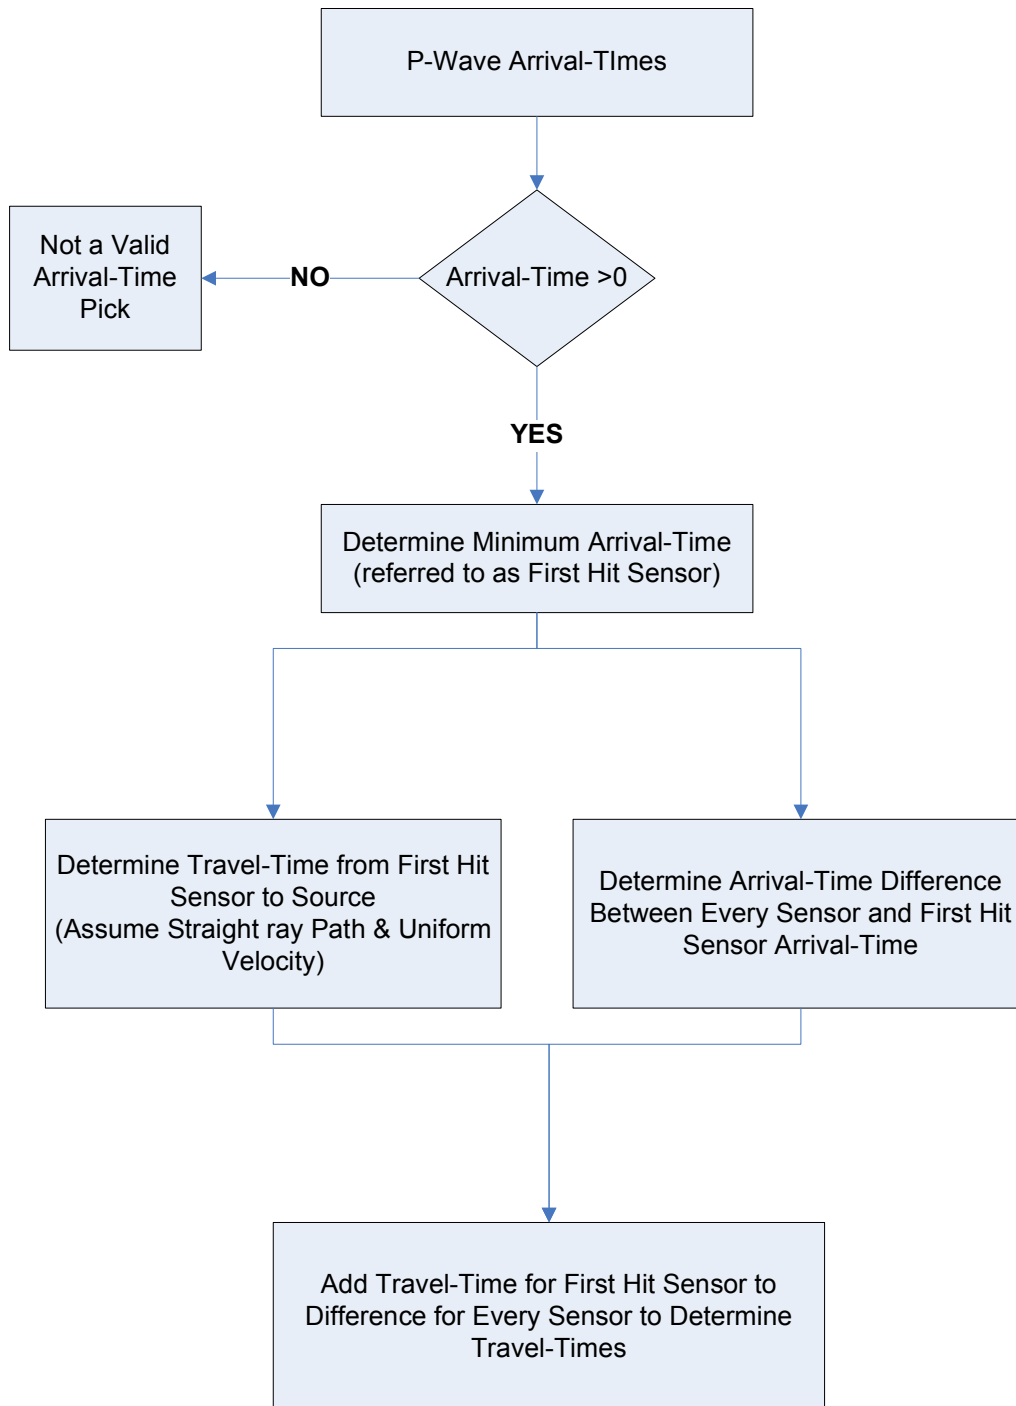 P-Wave Arrival-TImes
Not a Valid
Arrival-Time
Pick
NO
Arrival-Time >0
YES
Determine Minimum Arrival-Time
(referred to as First Hit Sensor)
Determine Travel-Time from First Hit
Sensor to Source
(Assume Straight ray Path & Uniform
Velocity)
Determine Arrival-Time Difference
Between Every Sensor and First Hit
Sensor Arrival-Time
Add Travel-Time for First Hit Sensor to
Difference for Every Sensor to Determine
Travel-Times